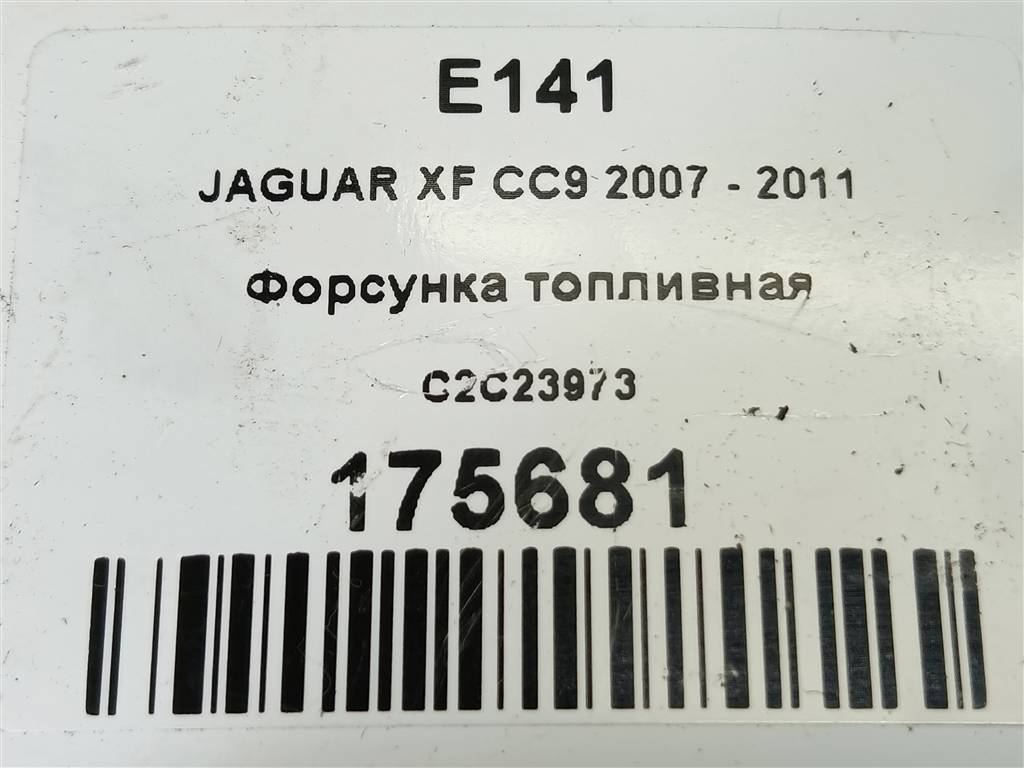 E141
JAGUAR XF CC9 2007 - 2011
Форсунка топливная
C2C23973
175681